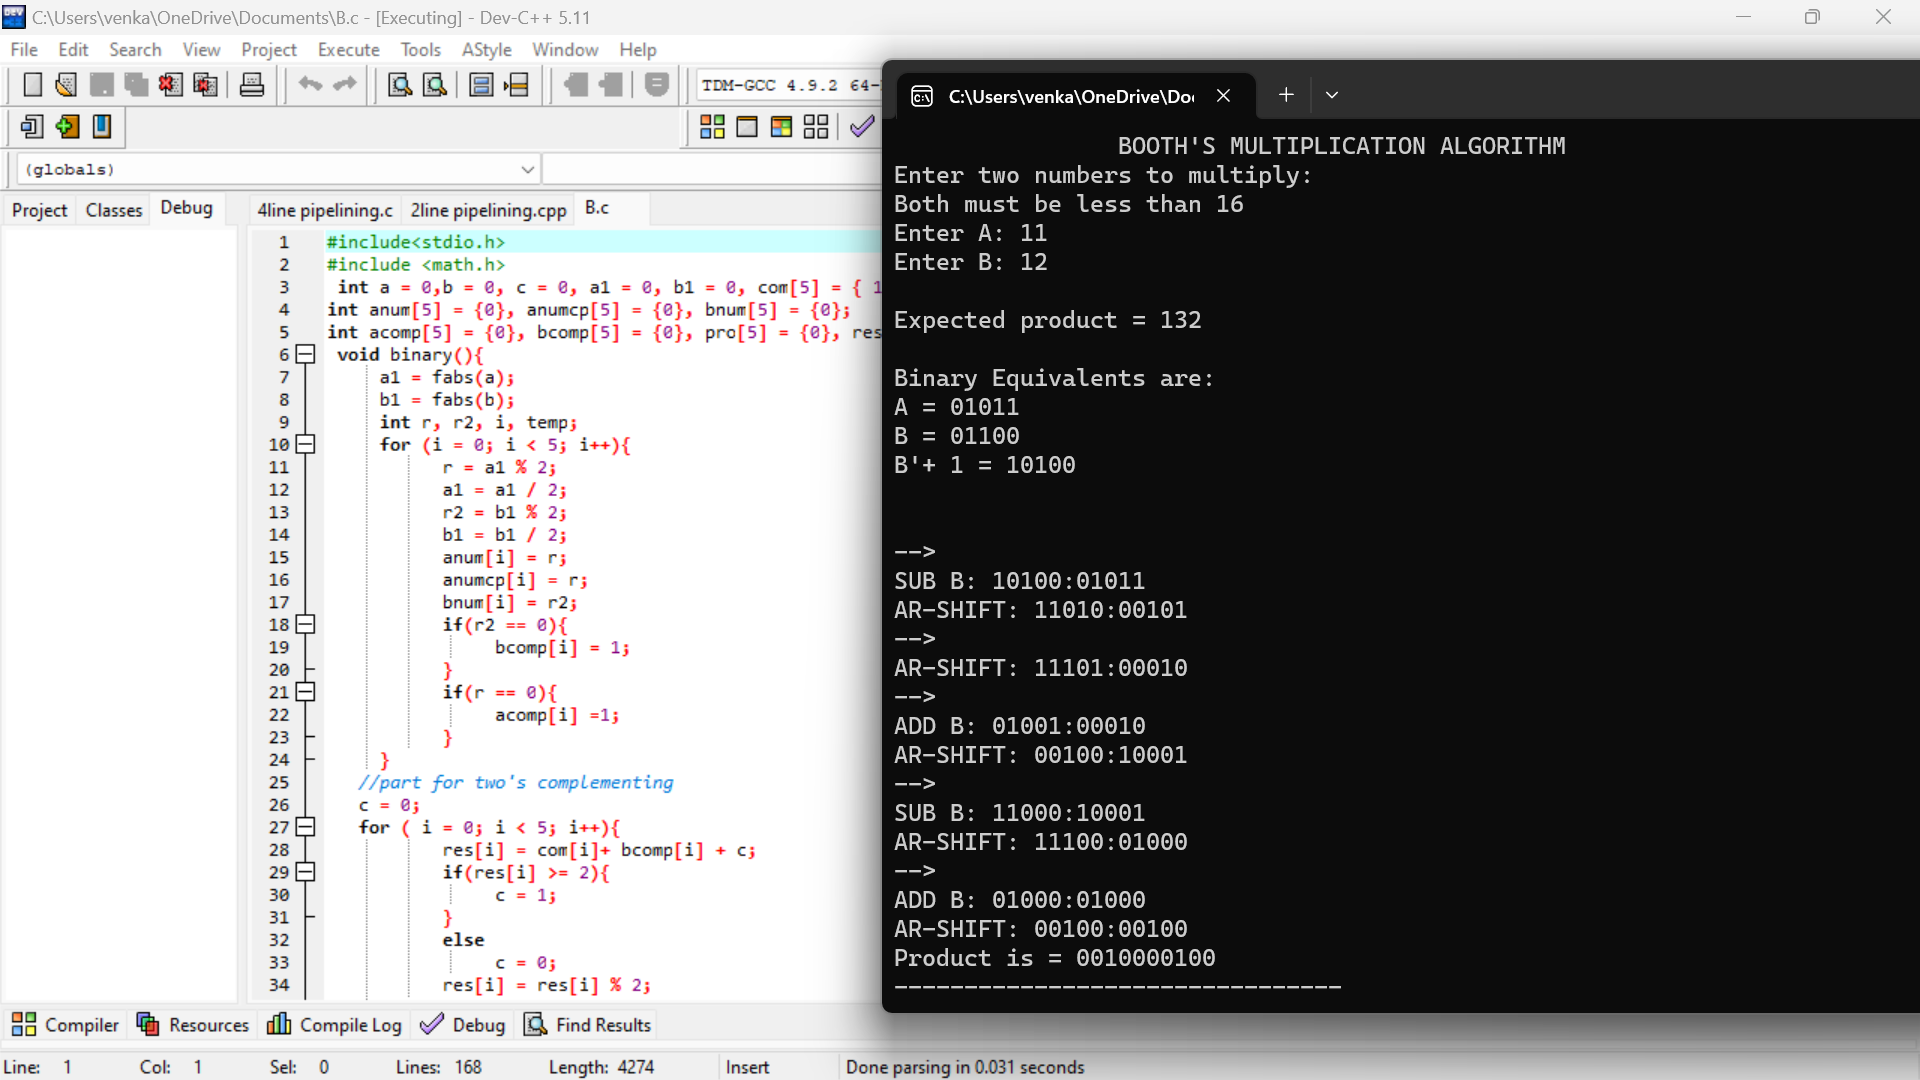 C:\Users\venka\OneDrive\Documents\B.c - [Executing] - Dev-C++ 5.11
File Edit Search View Project Execute Tools AStyle Window Help
TDM-GCC 4.9.2 64-
(globals)
Project Classes Debug
4line pipelining.c 2line pipelining.cpp B.c
1 #include<stdio.h>
2 #include <math.h>
3 int a = 0,b = 0, c = 0, a1 = 0, b1 = 0, com[5] = { 1
4 int anum[5] = {0}, anumcp[5] = {0}, bnum[5] = {0};
5 int acomp[5] = {0}, bcomp[5] = {0}, pro[5] = {0}, res
6 void binary(){
7 a1 = fabs(a);
8 b1 = fabs(b);
9 int r, r2, i, temp;
10 for (i = 0; i < 5; i++){
11 r = a1 % 2;
12 a1 = a1 / 2;
13 r2 = b1 % 2;
14 b1 = b1 / 2;
15 anum[i] = r;
16 anumcp[i] = r;
17 bnum[i] = r2;
18 if(r2 == 0){
19 bcomp[i] = 1;
20 }
21 if(r == 0){
22 acomp[i] =1;
23 }
24 }
25 //part for two's complementing
26 c = 0;
27 for ( i = 0; i < 5; i++){
28 res[i] = com[i]+ bcomp[i] + c;
29 if(res[i] >= 2){
30 c = 1;
31 }
32 else
33 c = 0;
34 res[i] = res[i] % 2;
Compiler Resources Compile Log Debug Find Results
Line: 1 Col: 1 Sel: 0 Lines: 168 Length: 4274 Insert Done parsing in 0.031 seconds
C:\Users\venka\OneDrive\Do
BOOTH'S MULTIPLICATION ALGORITHM
Enter two numbers to multiply:
Both must be less than 16
Enter A: 11
Enter B: 12
Expected product = 132
Binary Equivalents are:
A = 01011
B = 01100
B'+ 1 = 10100
-->
SUB B: 10100:01011
AR-SHIFT: 11010:00101
-->
AR-SHIFT: 11101:00010
-->
ADD B: 01001:00010
AR-SHIFT: 00100:10001
-->
SUB B: 11000:10001
AR-SHIFT: 11100:01000
-->
ADD B: 01000:01000
AR-SHIFT: 00100:00100
Product is = 0010000100
--------------------------------